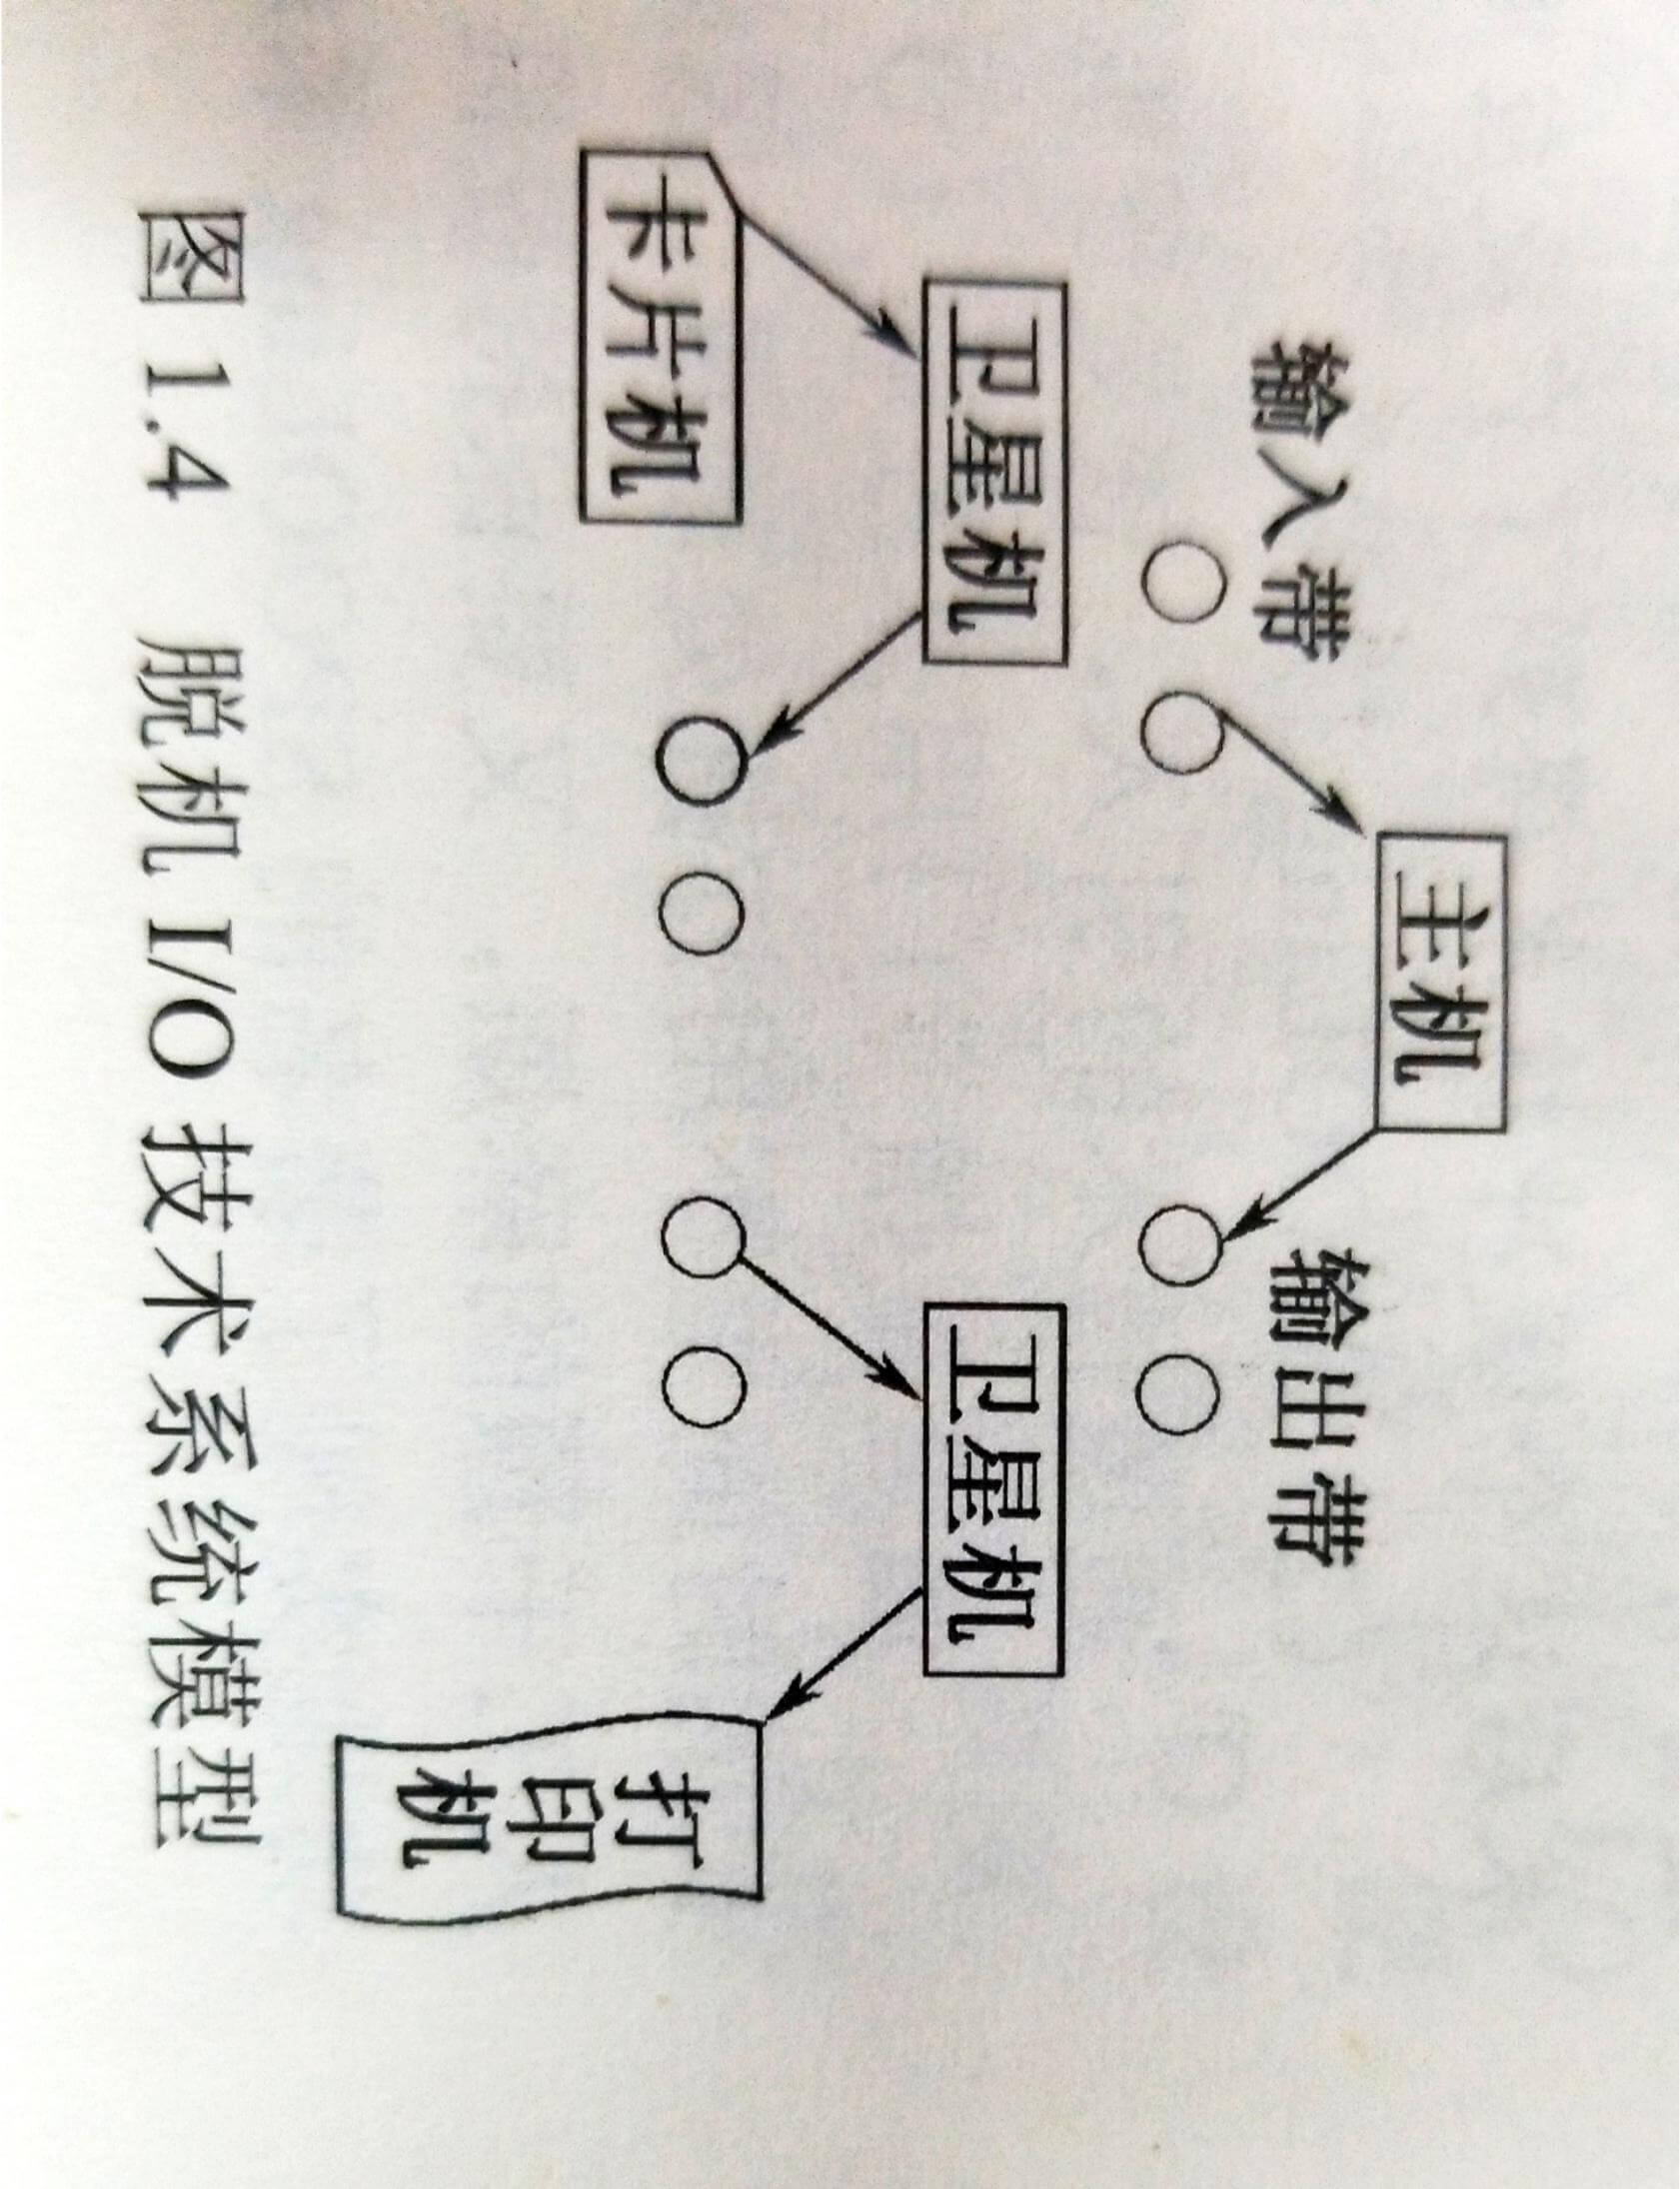 主机
输入带
输出带
卫星机
卫星机
卡片机
打
印
机
图 1.4 脱机 I/O 技术系统模型